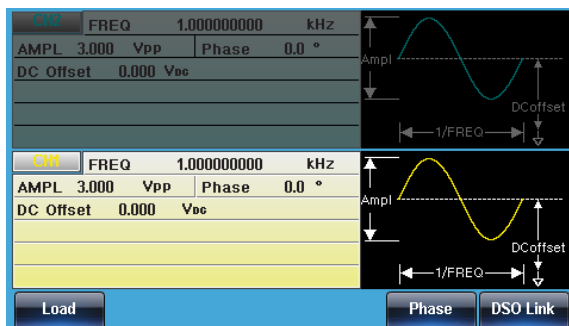 CH2 FREQ 1.000000000 kHz
AMPL 3.000 Vpp Phase 0.0 °
DC Offset 0.000 VDC
Ampl
DCoffset
1/FREQ
CH1 FREQ 1.000000000 kHz
AMPL 3.000 Vpp Phase 0.0 °
DC Offset 0.000 VDC
Ampl
DCoffset
1/FREQ
Load Phase DSO Link